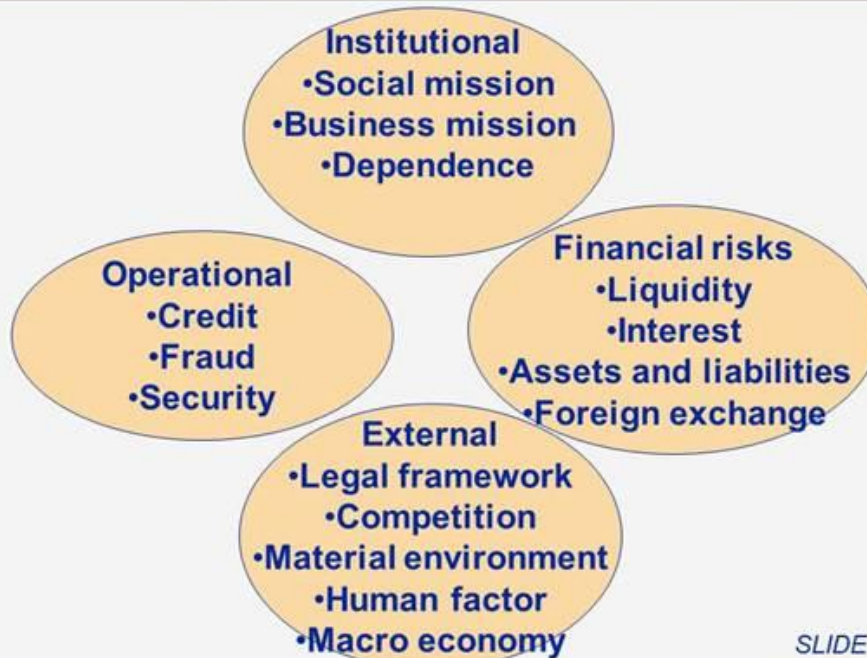 Institutional
•Social mission
•Business mission
•Dependence
Operational
•Credit
•Fraud
•Security
Financial risks
•Liquidity
•Interest
•Assets and liabilities
•Foreign exchange
External
•Legal framework
•Competition
•Material environment
•Human factor
•Macro economy
SLIDE